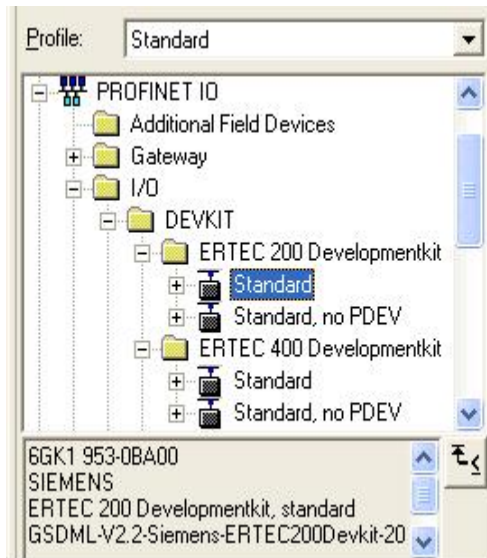 Profile: Standard
PROFINET IO
Additional Field Devices
Gateway
I/O
DEVKIT
ERTEC 200 Developmentkit
Standard
Standard, no PDEV
ERTEC 400 Developmentkit
Standard
Standard, no PDEV
6GK1 953-0BA00
SIEMENS
ERTEC 200 Developmentkit, standard
GSDML-V2.2-Siemens-ERTEC200Devkit-20